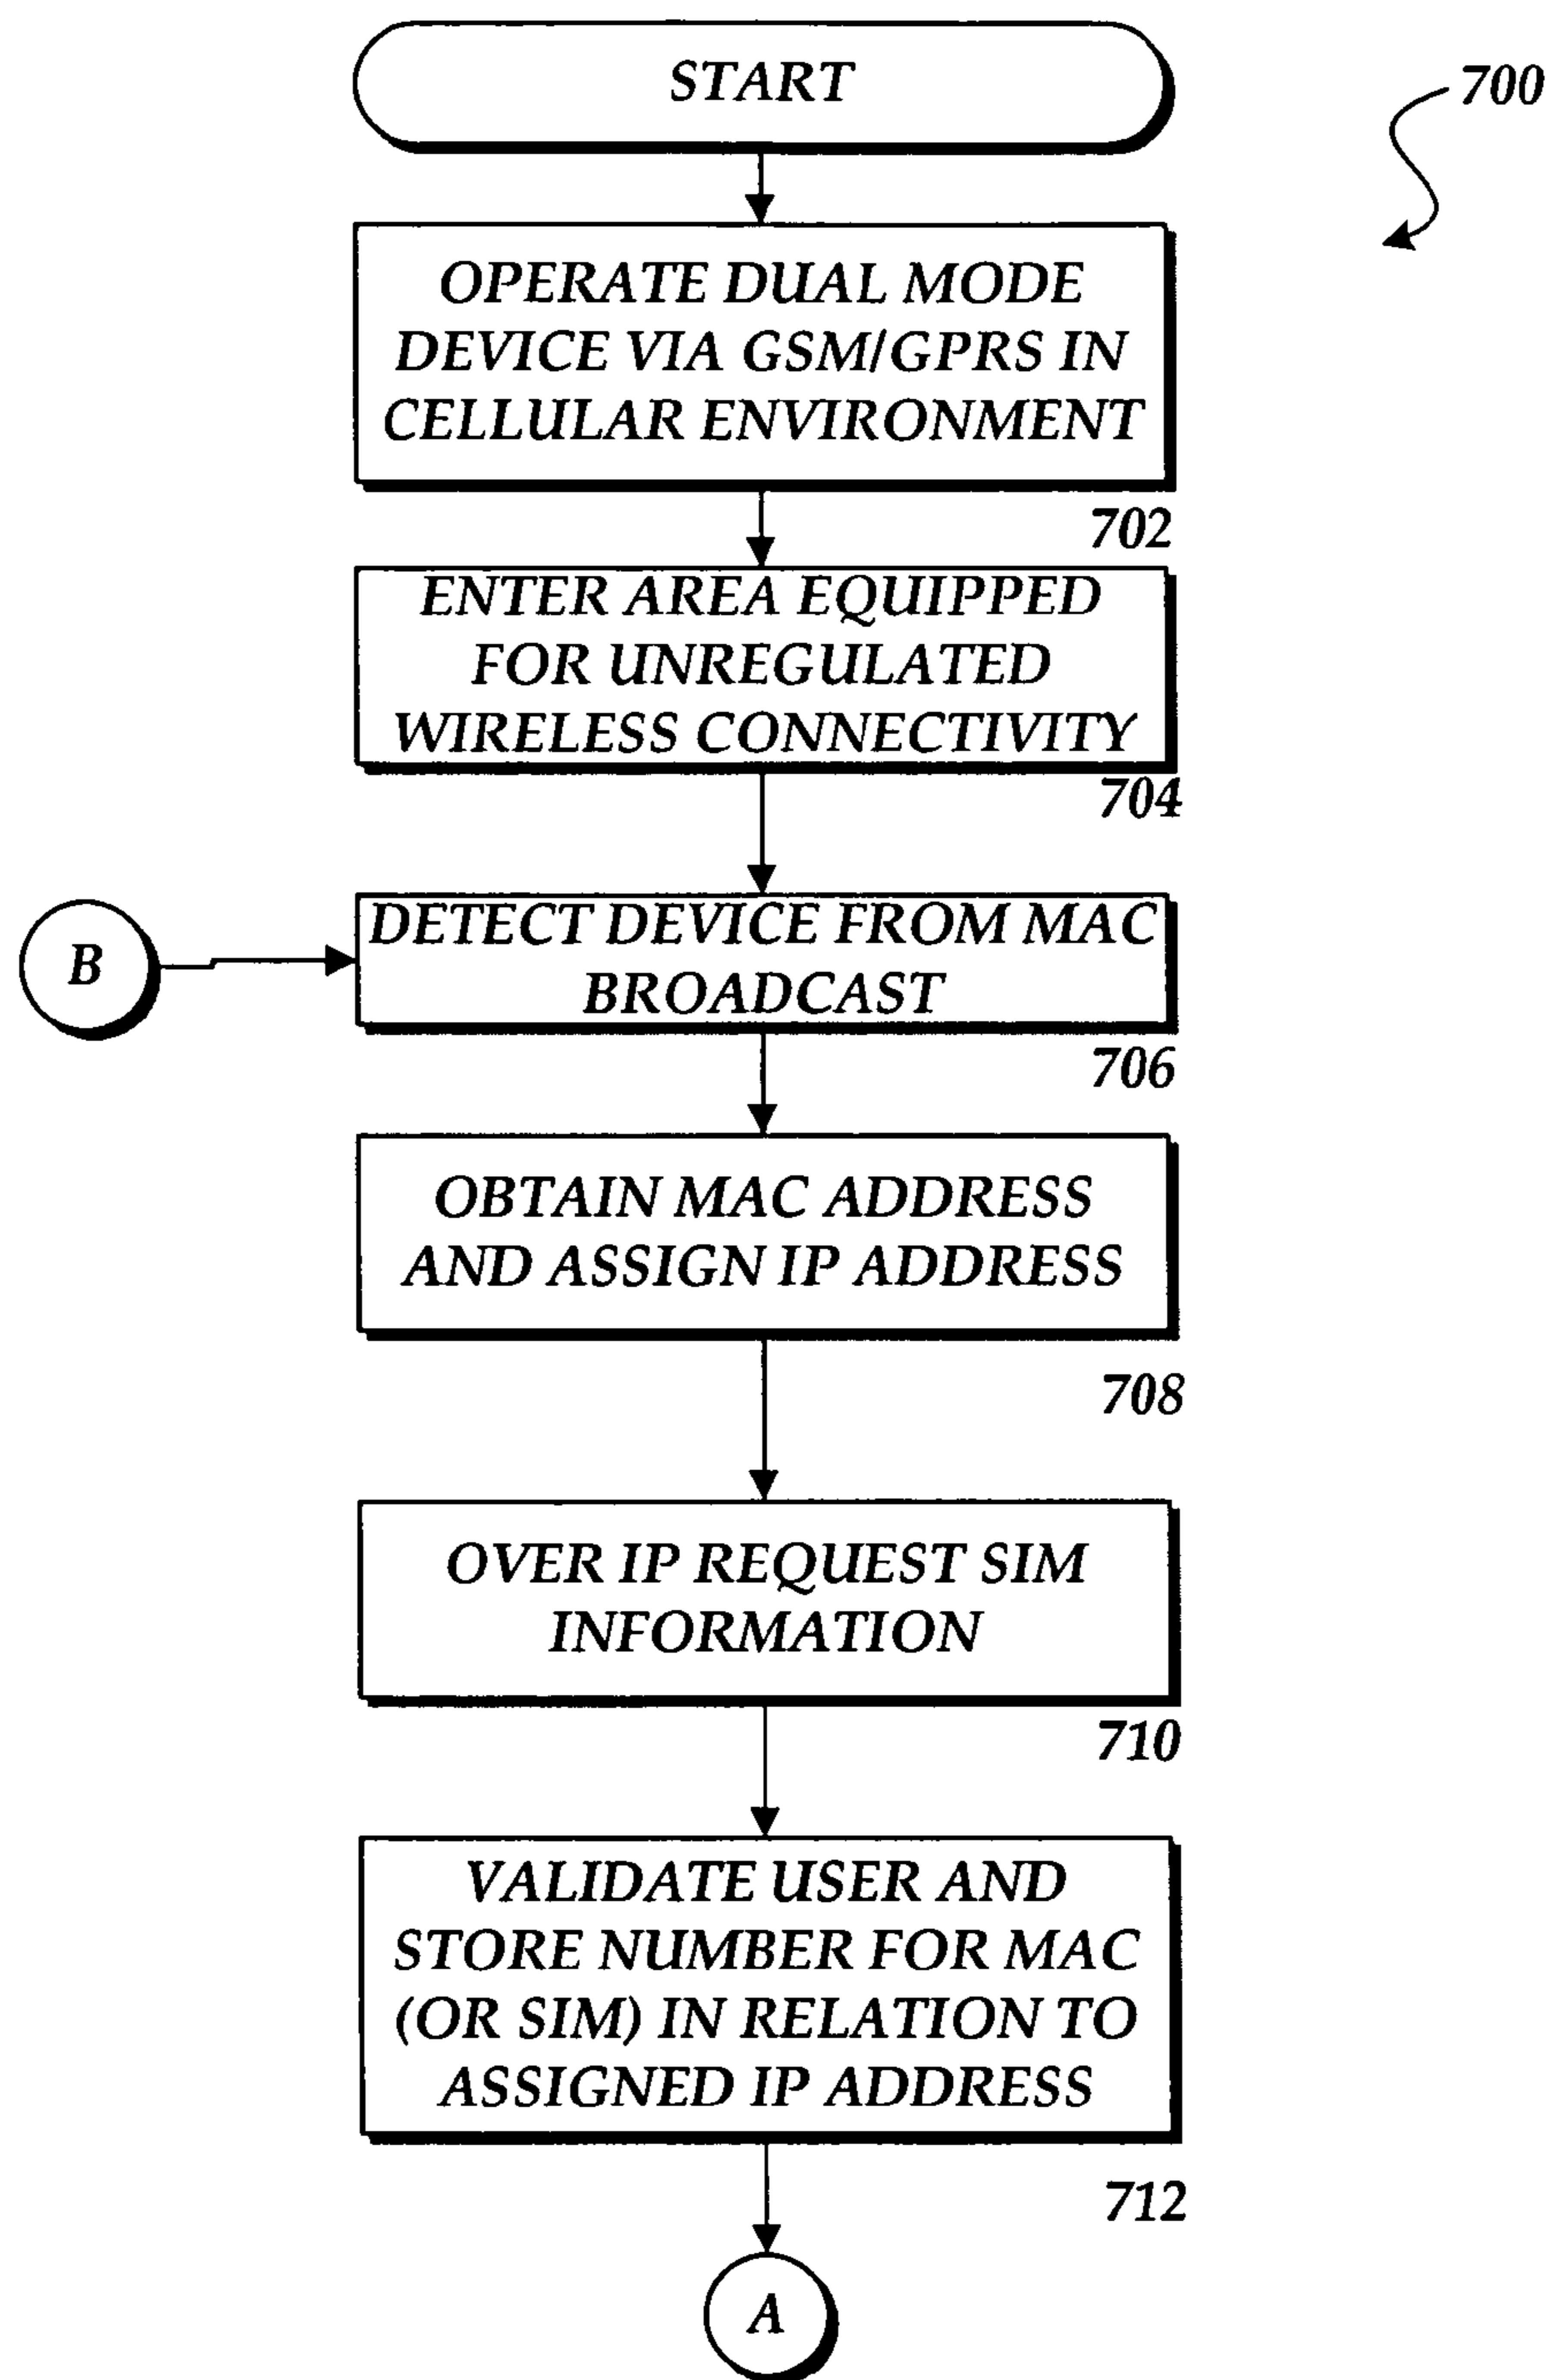 START
700
OPERATE DUAL MODE
DEVICE VIA GSM/GPRS IN
CELLULAR ENVIRONMENT
702
ENTER AREA EQUIPPED
FOR UNREGULATED
WIRELESS CONNECTIVITY
704
B
DETECT DEVICE FROM MAC
BROADCAST
706
OBTAIN MAC ADDRESS
AND ASSIGN IP ADDRESS
708
OVER IP REQUEST SIM
INFORMATION
710
VALIDATE USER AND
STORE NUMBER FOR MAC
(OR SIM) IN RELATION TO
ASSIGNED IP ADDRESS
712
A